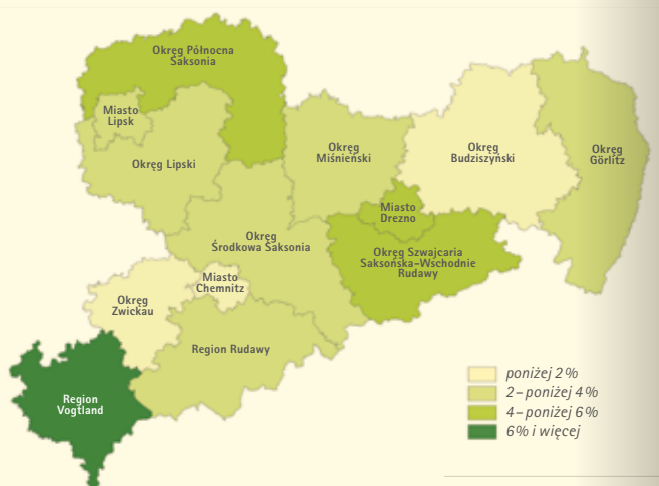 Okręg Północna
Saksonia
Miasto
Lipsk
Okręg Lipski
Okręg
Miśnieński
Okręg
Budziszyński
Okręg
Görlitz
Miasto
Drezno
Okręg
Środkowa Saksonia
Okręg Szwajcaria
Saksońska-Wschodnie
Rudawy
Miasto
Chemnitz
Okręg
Zwickau
Region Rudawy
Region
Vogtland
poniżej 2%
2–poniżej 4%
4–poniżej 6%
6% i więcej